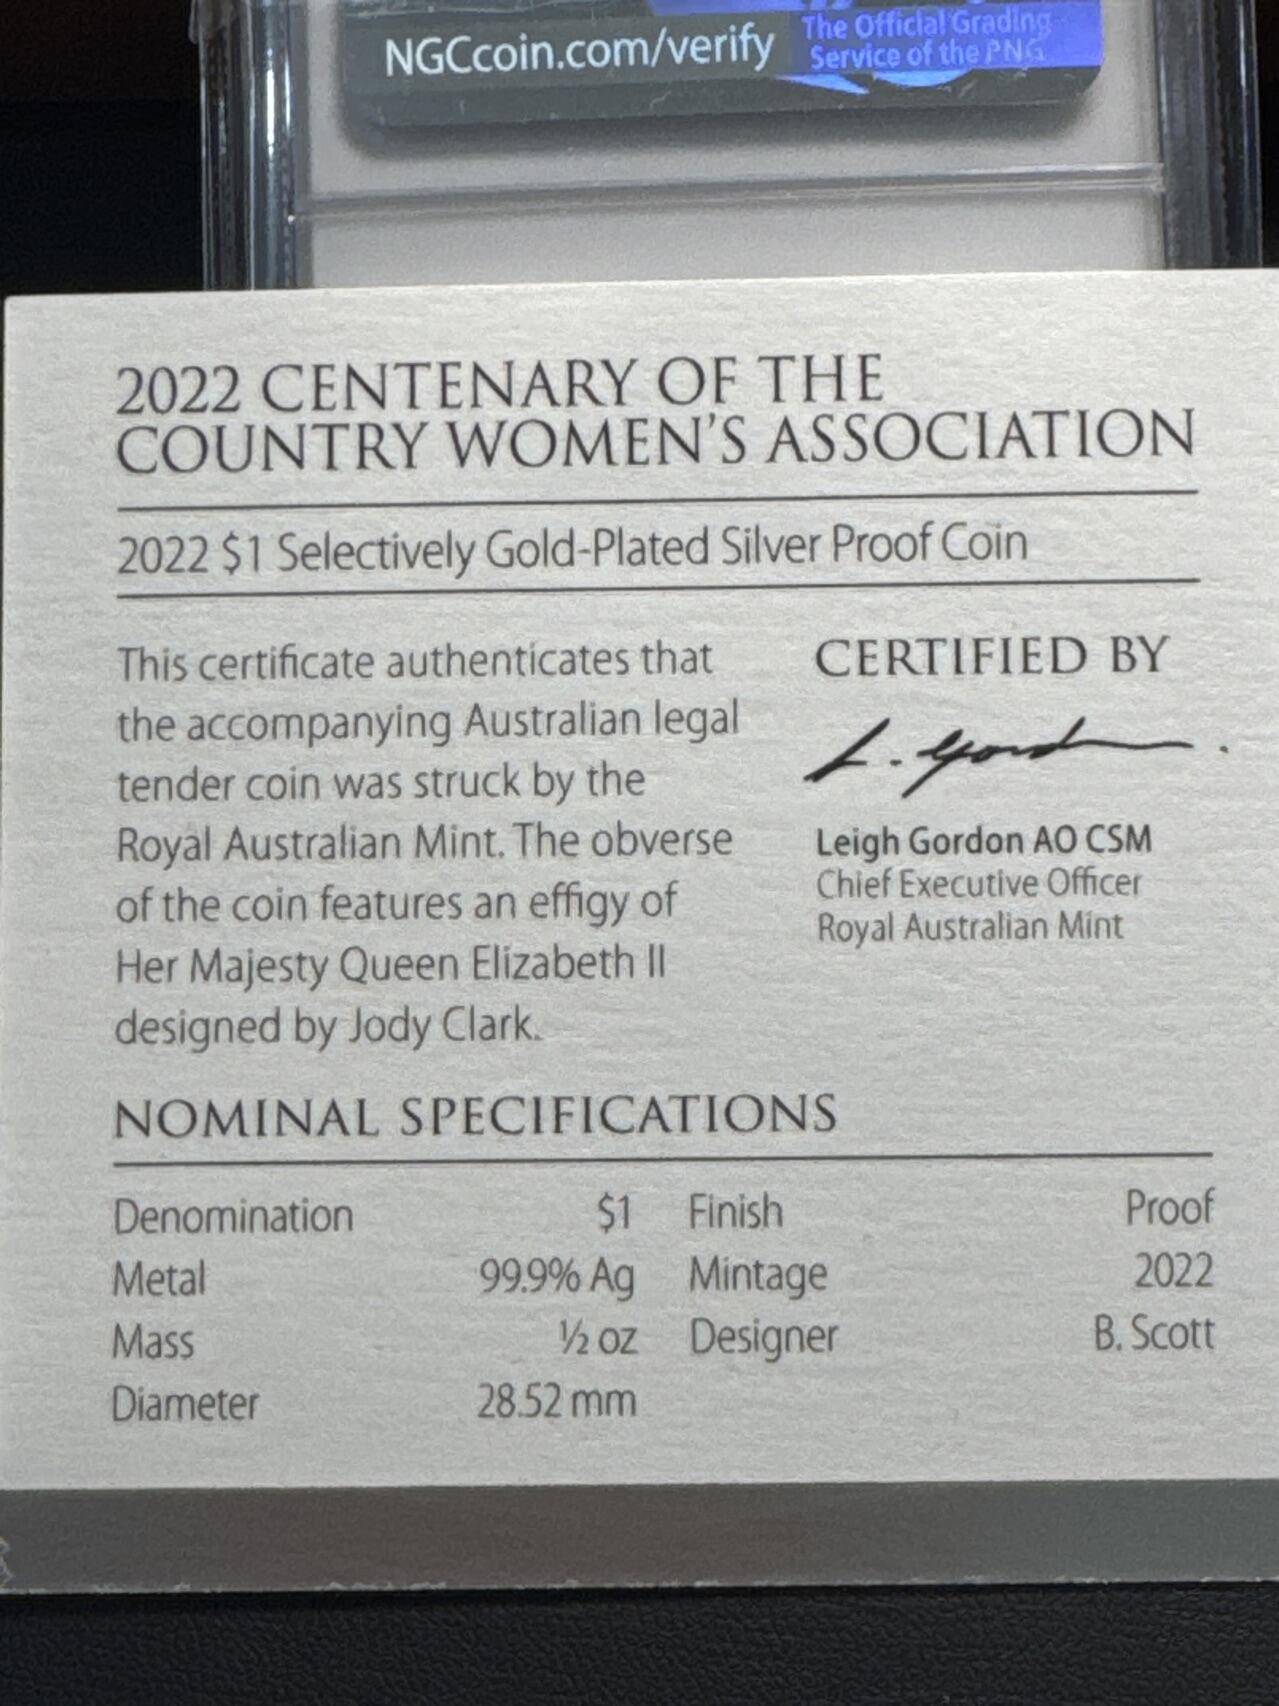 NGCcoin.com/verify
The Official Grading
Service of the PNG
2022 CENTENARY OF THE
COUNTRY WOMEN'S ASSOCIATION
2022 $1 Selectively Gold-Plated Silver Proof Coin
This certificate authenticates that
the accompanying Australian legal
tender coin was struck by the
Royal Australian Mint. The obverse
of the coin features an effigy of
Her Majesty Queen Elizabeth II
designed by Jody Clark.
CERTIFIED BY
L. Gordon
Leigh Gordon AO CSM
Chief Executive Officer
Royal Australian Mint
NOMINAL SPECIFICATIONS
Denomination $1 Finish Proof
Metal 99.9% Ag Mintage 2022
Mass ½ oz Designer B. Scott
Diameter 28.52 mm